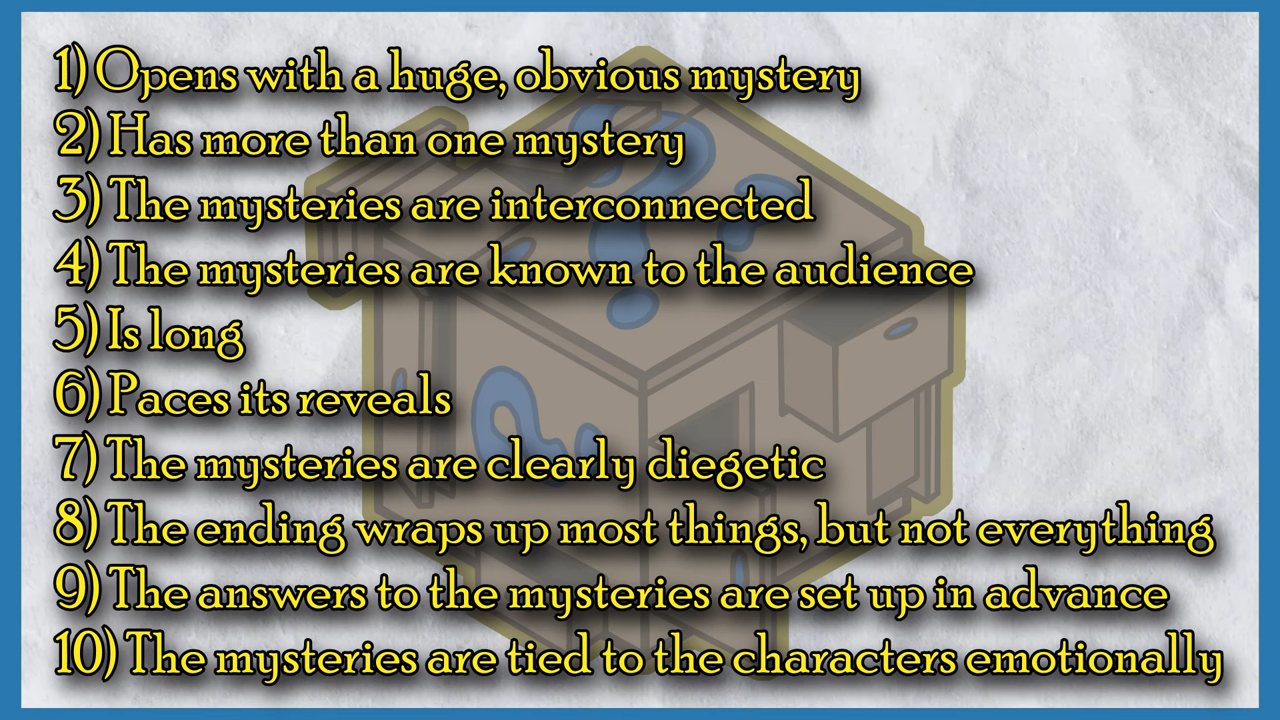 1) Opens with a huge, obvious mystery
2) Has more than one mystery
3) The mysteries are interconnected
4) The mysteries are known to the audience
5) Is long
6) Paces its reveals
7) The mysteries are clearly diegetic
8) The ending wraps up most things, but not everything
9) The answers to the mysteries are set up in advance
10) The mysteries are tied to the characters emotionally